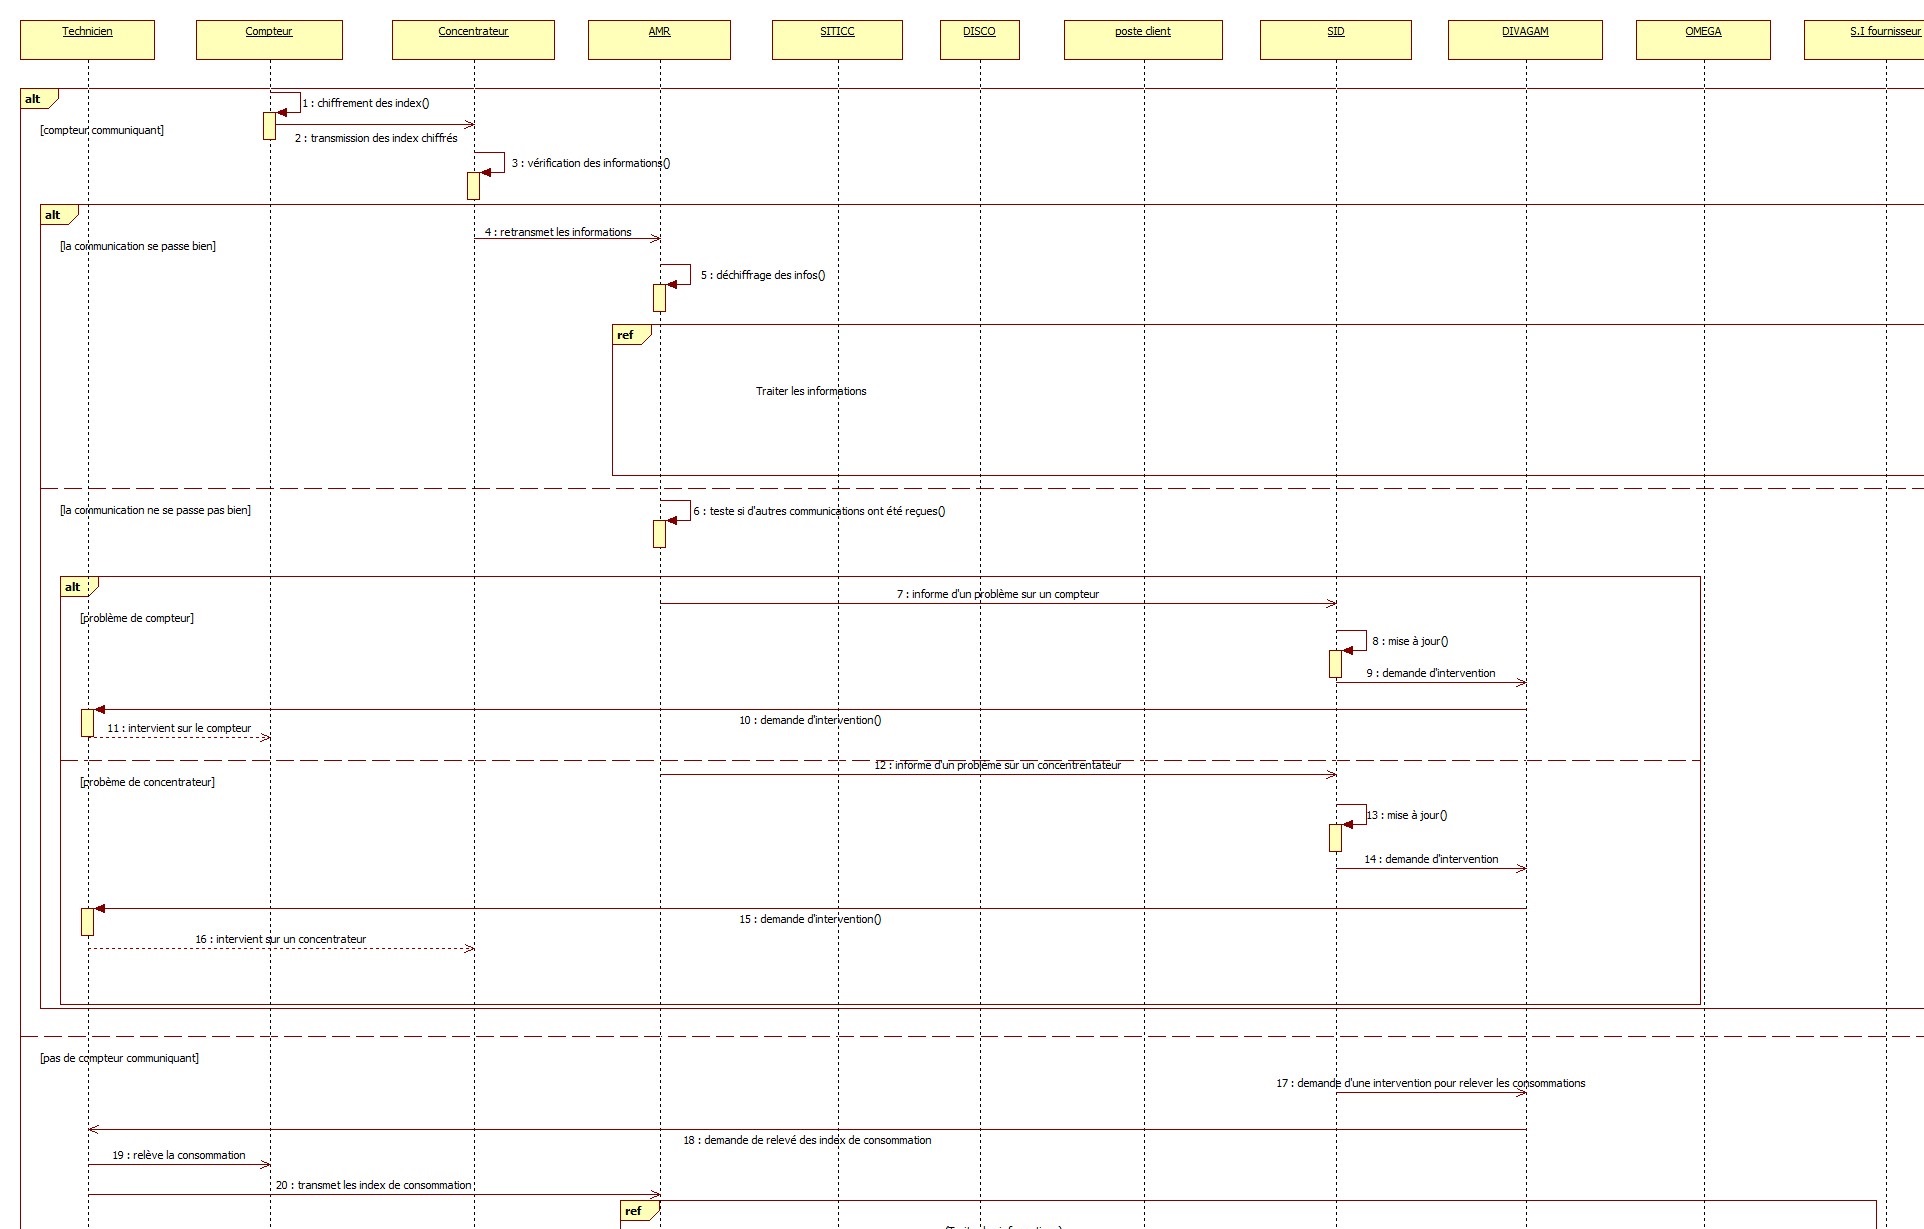 Technicien
Compteur
Concentrateur
AMR
SITICC
DISCO
poste client
SID
DIVAGAM
OMEGA
S.I fournisseur
alt
1 : chiffrement des index()
[compteur communiquant]
2 : transmission des index chiffrés
3 : vérification des informations()
alt
4 : retransmet les informations
[la communication se passe bien]
5 : déchiffrage des infos()
ref
Traiter les informations
[la communication ne se passe pas bien]
6 : teste si d'autres communications ont été reçues()
alt
7 : informe d'un problème sur un compteur
[problème de compteur]
8 : mise à jour()
9 : demande d'intervention
10 : demande d'intervention()
11 : intervient sur le compteur
12 : informe d'un problème sur un concentrentateur
[probème de concentrateur]
13 : mise à jour()
14 : demande d'intervention
15 : demande d'intervention()
16 : intervient sur un concentrateur
[pas de compteur communiquant]
17 : demande d'une intervention pour relever les consommations
18 : demande de relevé des index de consommation
19 : relève la consommation
20 : transmet les index de consommation
ref